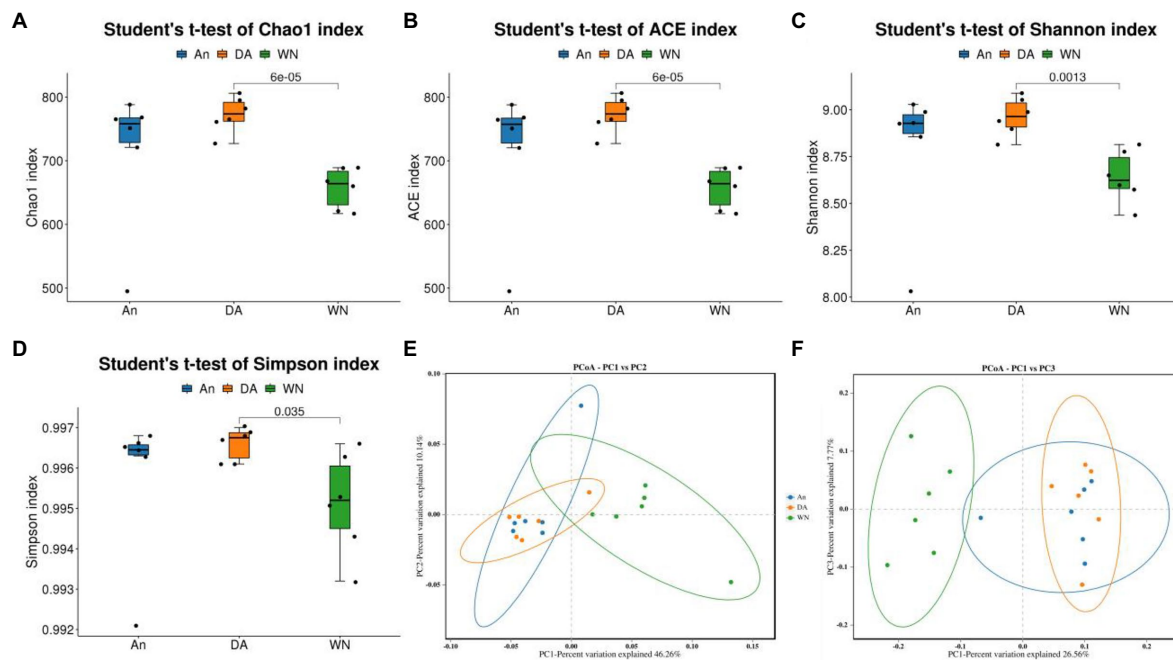 A
Student's t-test of Chao1 index
An DA WN
6e-05
800
700
600
500
Chao1 index
An DA WN
B
Student's t-test of ACE index
An DA WN
6e-05
800
700
600
500
ACE index
An DA WN
C
Student's t-test of Shannon index
An DA WN
0.0013
9.00
8.75
8.50
8.25
8.00
Shannon index
An DA WN
D
Student's t-test of Simpson index
An DA WN
0.035
0.997
0.996
0.995
0.994
0.993
0.992
Simpson index
An DA WN
E
PCoA - PC1 vs PC2
0.10
0.05
0.00
-0.05
PC2-Percent variation explained 10.14%
-0.10 -0.05 0.00 0.05 0.10 0.15
PC1-Percent variation explained 46.26%
An
DA
WN
F
PCoA - PC1 vs PC3
0.2
0.1
0.0
-0.1
-0.2
PC3-Percent variation explained 7.77%
-0.2 -0.1 0.0 0.1 0.2
PC1-Percent variation explained 26.56%